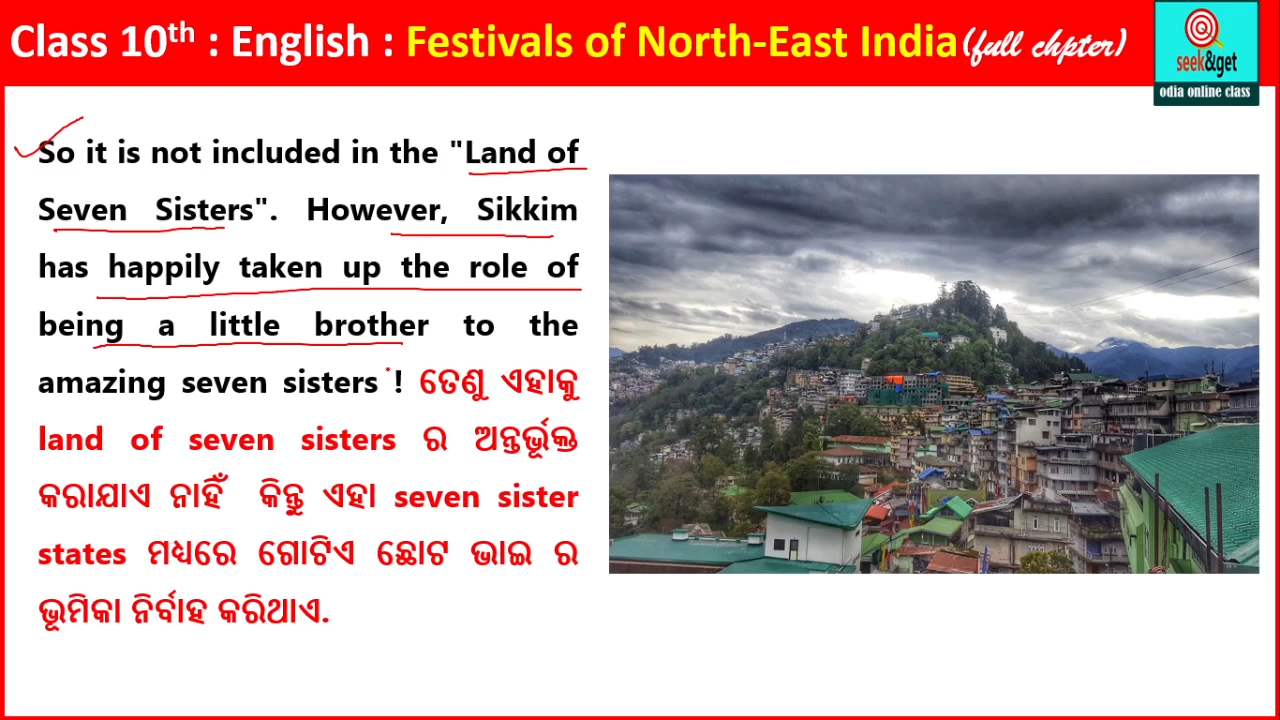 Class 10th : English : Festivals of North-East India (full chpter)
seek&get
odia online class
So it is not included in the "Land of
Seven Sisters". However, Sikkim
has happily taken up the role of
being a little brother to the
amazing seven sisters ! ତେଣୁ ଏହାକୁ
land of seven sisters ର ଅନ୍ତର୍ଭୂକ୍ତ
କରାଯାଏ ନାହିଁ କିନ୍ତୁ ଏହା seven sister
states ମଧ୍ୟରେ ଗୋଟିଏ ଛୋଟ ଭାଇ ର
ଭୂମିକା ନିର୍ବାହ କରିଥାଏ.